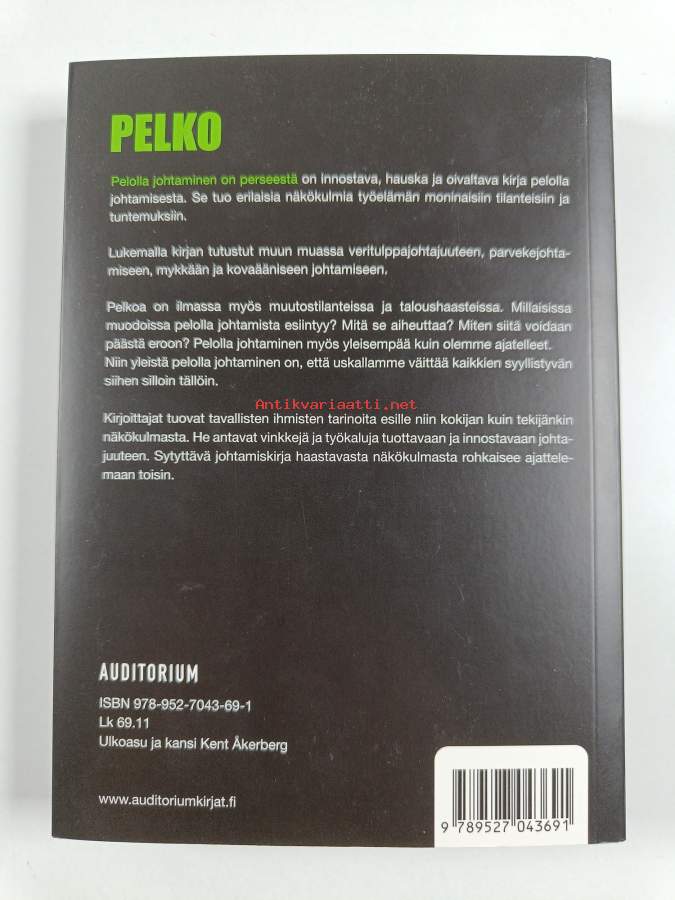 PELKO
Pelolla johtaminen on perseestä on innostava, hauska ja oivaltava kirja pelolla
johtamisesta. Se tuo erilaisia näkökulmia työelämän moninaisiin tilanteisiin ja
tuntemuksiin.
Lukemalla kirjan tutustut muun muassa veritulppajohtajuuteen, parvekejohta-
miseen, mykkään ja kovaääniseen johtamiseen.
Pelkoa on ilmassa myös muutostilanteissa ja taloushaasteissa. Millaisissa
muodoissa pelolla johtamista esiintyy? Mitä se aiheuttaa? Miten siitä voidaan
päästä eroon? Pelolla johtaminen myös yleisempää kuin olemme ajatelleet.
Niin yleistä pelolla johtaminen on, että uskallamme väittää kaikkien syyllistyvän
siihen silloin tällöin.
Antikvariaatti.net
Kirjoittajat tuovat tavallisten ihmisten tarinoita esille niin kokijan kuin tekijänkin
näkökulmasta. He antavat vinkkejä ja työkaluja tuottavaan ja innostavaan johta-
juuteen. Sytyttävä johtamiskirja haastavasta näkökulmasta rohkaisee ajattele-
maan toisin.
AUDITORIUM
ISBN 978-952-7043-69-1
Lk 69.11
Ulkoasu ja kansi Kent Åkerberg
www.auditoriumkirjat.fi
9 789527 043691